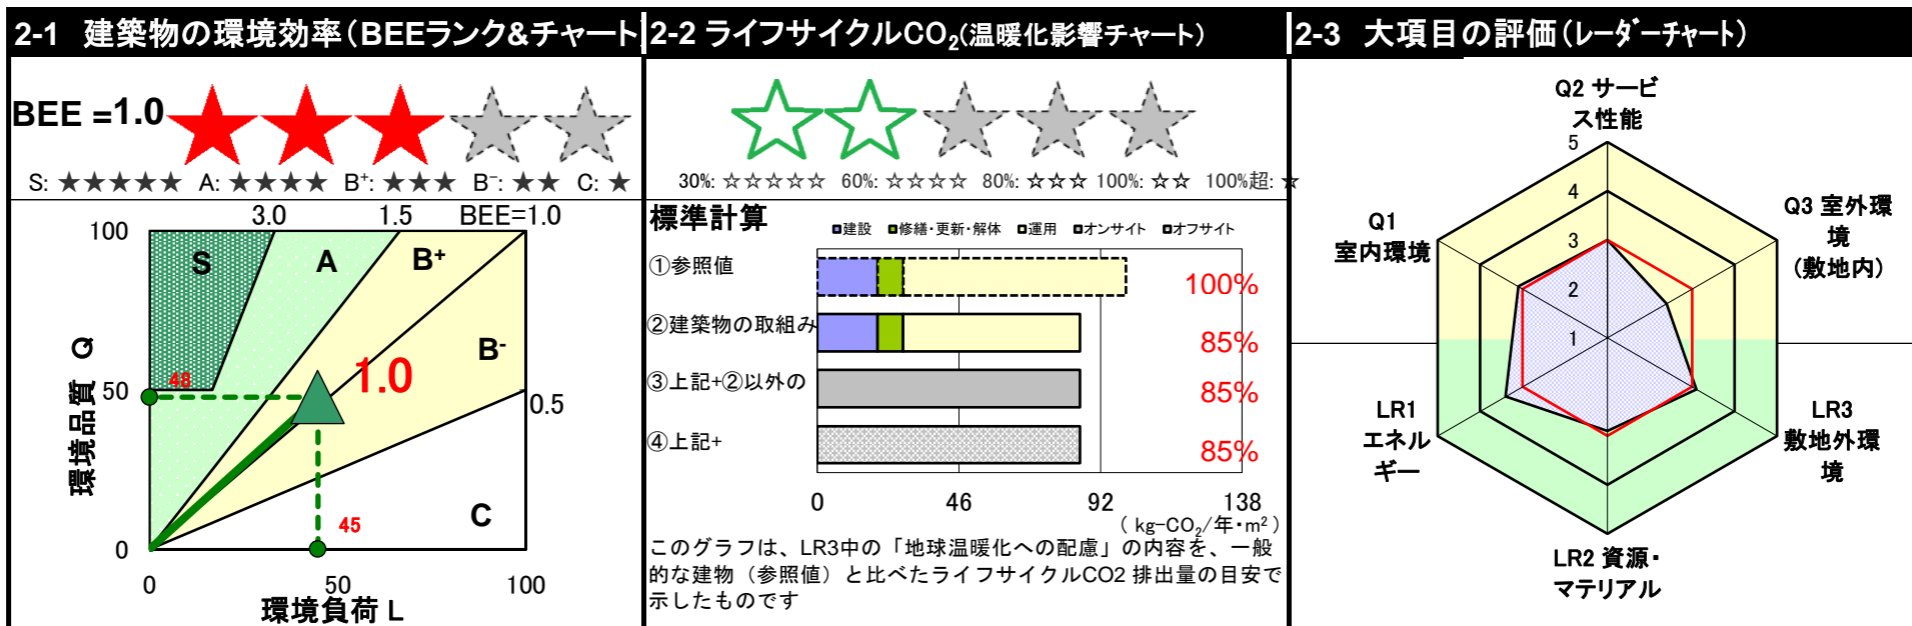 2-1 建築物の環境効率(BEEランク&チャート
BEE =1.0
S: ★★★★★ A: ★★★★ B⁺: ★★★ B⁻: ★★ C: ★
3.0 1.5 BEE=1.0
100
S A B⁺
B⁻
1.0
48
50
0.5
45
C
0
0 50 100
環境品質 Q
環境負荷 L
2-2 ライフサイクルCO₂(温暖化影響チャート)
30%: ☆☆☆☆☆ 60%: ☆☆☆☆ 80%: ☆☆☆ 100%: ☆☆ 100%超: ☆
標準計算
建設 修繕・更新・解体 運用 オンサイト オフサイト
①参照値 100%
②建築物の取組み 85%
③上記+②以外の 85%
④上記+ 85%
0 46 92 138
( kg-CO₂/年・m² )
このグラフは、LR3中の「地球温暖化への配慮」の内容を、一般
的な建物(参照値)と比べたライフサイクルCO2 排出量の目安で
示したものです
2-3 大項目の評価(レーダーチャート)
Q2 サービ
ス性能
5
4
3
2
1
Q1
室内環境
Q3 室外環
境
(敷地内)
LR1
エネル
ギー
LR3
敷地外環
境
LR2 資源・
マテリアル